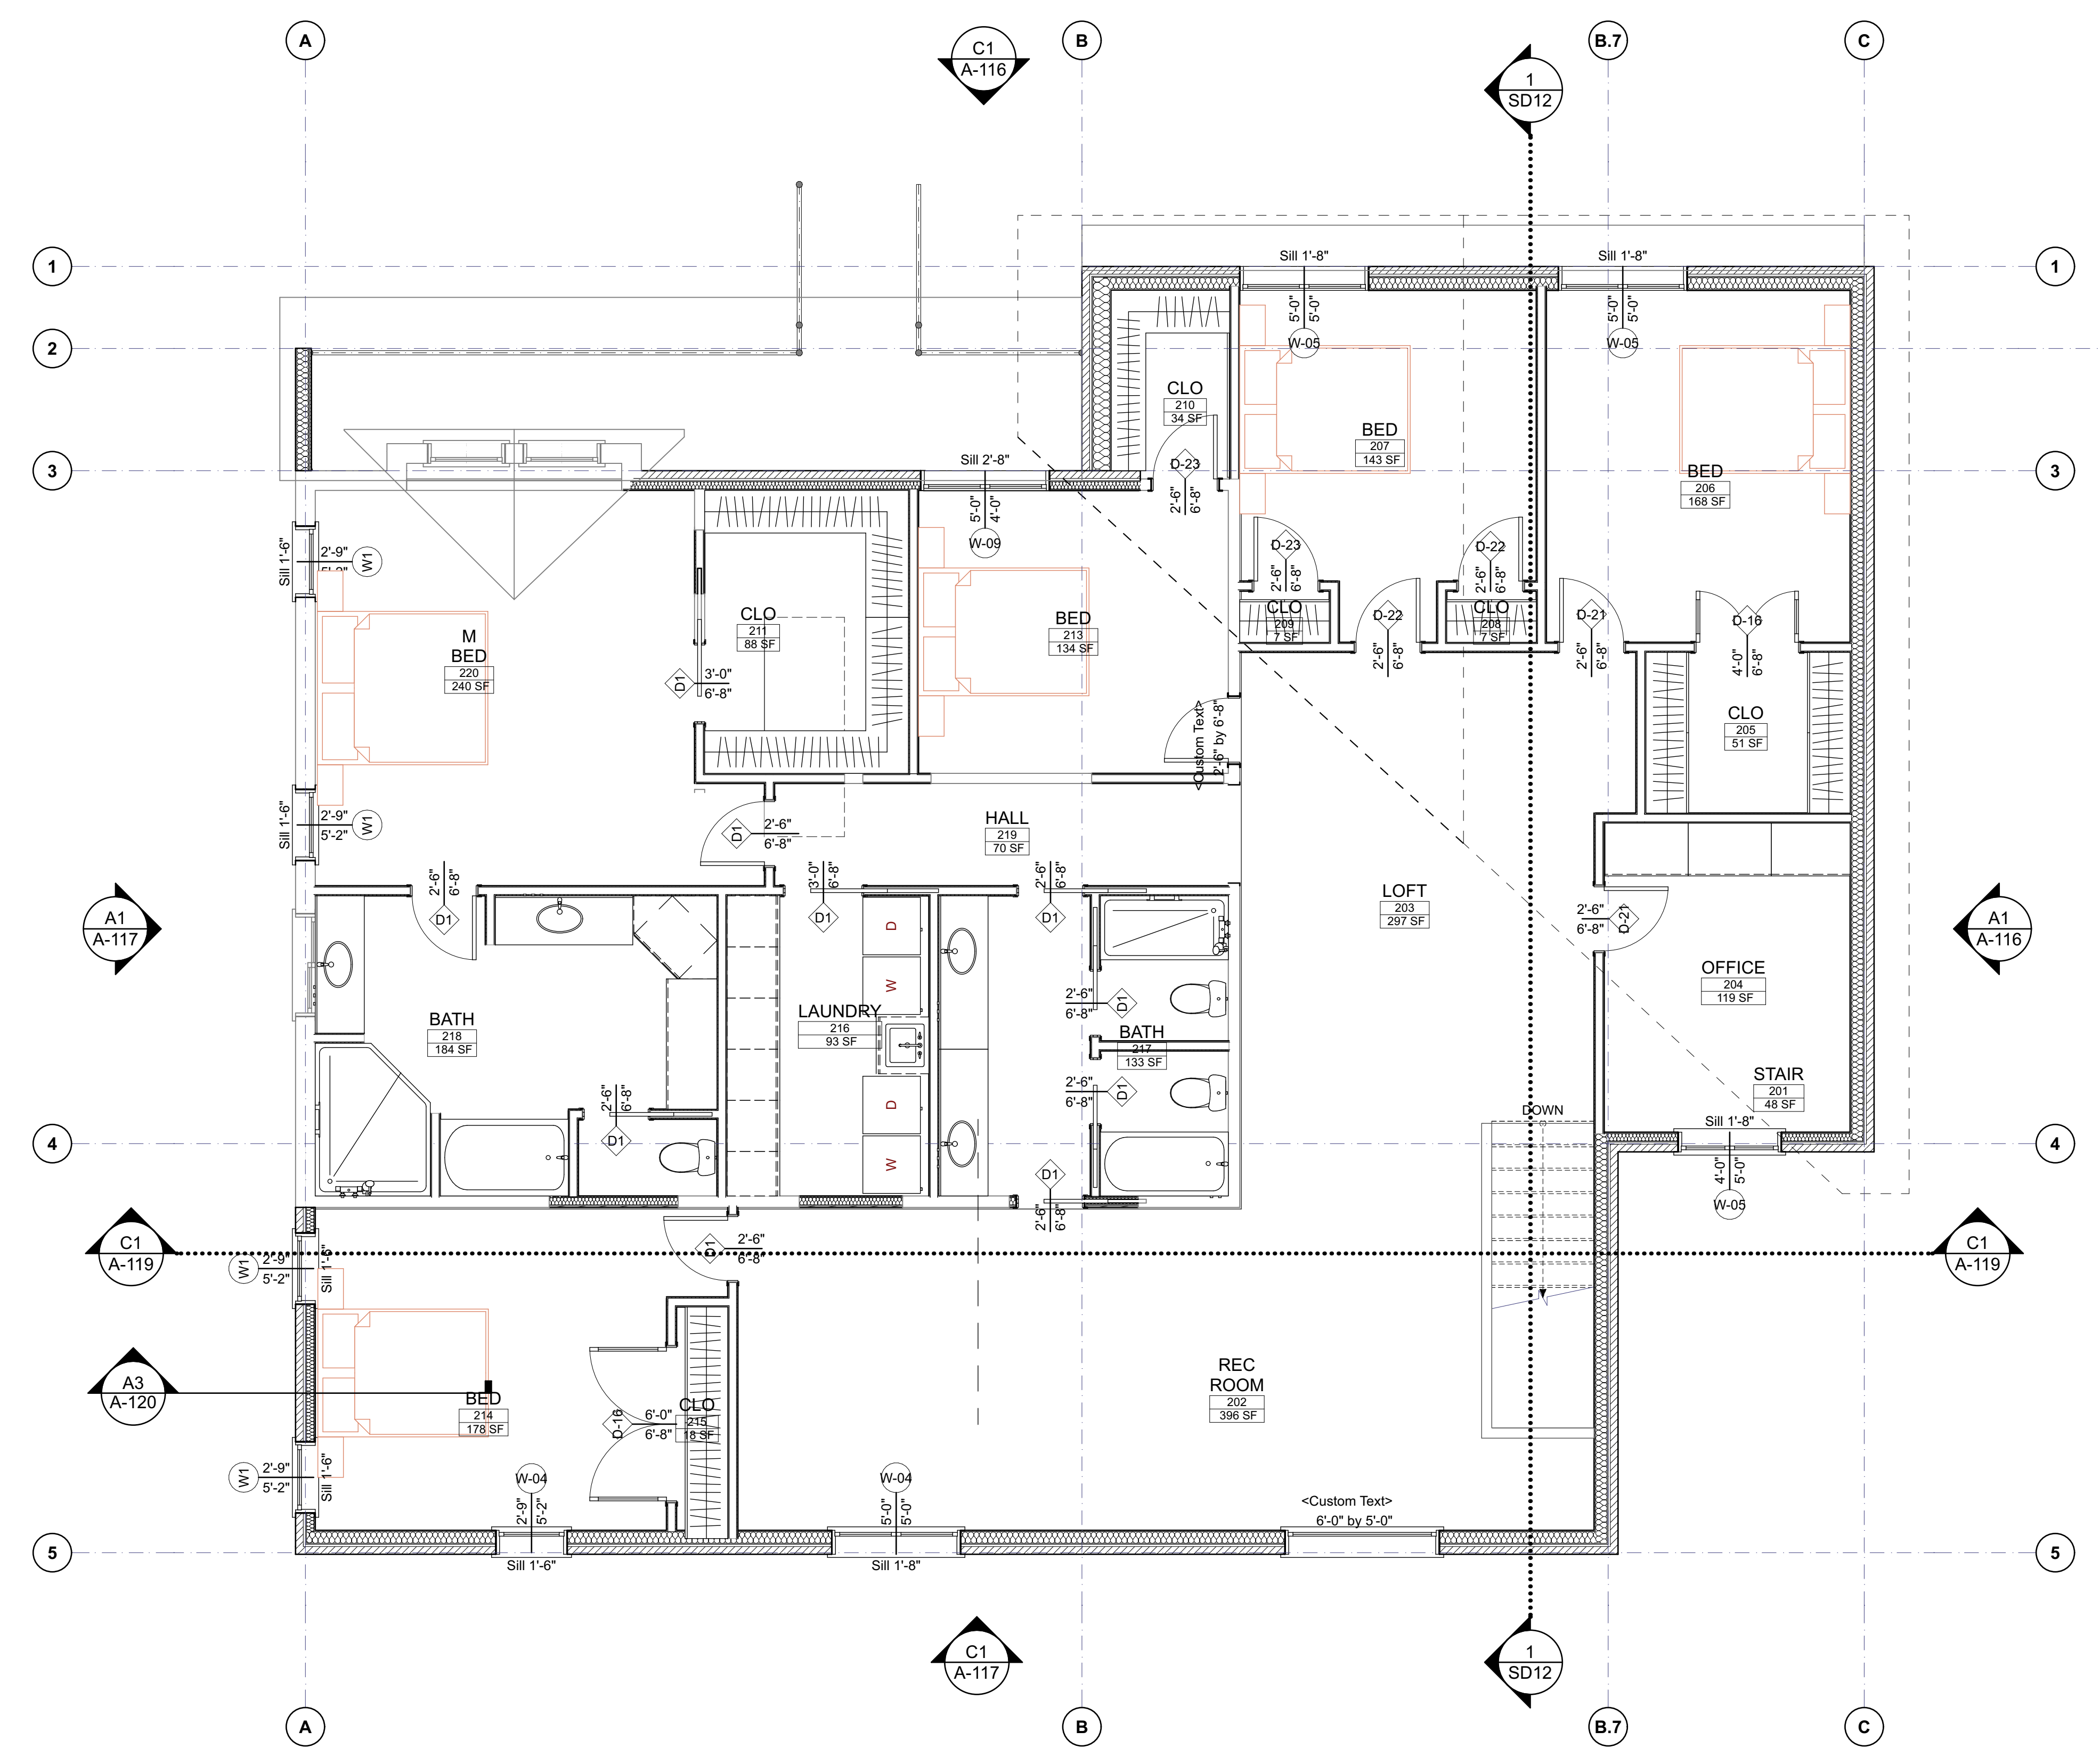 A
B
B.7
C
C1
A-116
1
SD12
1
Sill 1'-8"
Sill 1'-8"
1
5'-0"
5'-0"
W-05
5'-0"
5'-0"
W-05
2
CLO
210
34 SF
BED
207
143 SF
3
Sill 2'-8"
D-23
2'-6"
6'-8"
BED
206
168 SF
3
5'-0"
4'-0"
W-09
Sill 1'-6"
2'-9"
5'-2"
W1
D-23
2'-6"
6'-8"
D-22
2'-6"
6'-8"
CLO
209
7 SF
CLO
208
7 SF
D-22
2'-6"
6'-8"
D-21
2'-6"
6'-8"
D-16
4'-0"
6'-8"
M
BED
220
240 SF
CLO
211
88 SF
BED
213
134 SF
D1
3'-0"
6'-8"
<Custom Text>
2'-6" by 6'-8"
CLO
205
51 SF
Sill 1'-6"
2'-9"
5'-2"
W1
D1
2'-6"
6'-8"
HALL
219
70 SF
2'-6"
6'-8"
D1
3'-0"
6'-8"
D1
2'-6"
6'-8"
D1
LOFT
203
297 SF
2'-6"
6'-8"
D-21
A1
A-117
A1
A-116
D
W
OFFICE
204
119 SF
BATH
218
184 SF
LAUNDRY
216
93 SF
2'-6"
6'-8"
D1
BATH
217
133 SF
2'-6"
6'-8"
D1
2'-6"
6'-8"
D1
D
W
STAIR
201
48 SF
DOWN
Sill 1'-8"
4
4
4'-0"
5'-0"
W-05
D1
2'-6"
6'-8"
C1
A-119
W1
2'-9"
5'-2"
Sill 1'-6"
D1
2'-6"
6'-8"
C1
A-119
A3
A-120
BED
214
178 SF
D-16
6'-0"
6'-8"
CLO
215
18 SF
REC
ROOM
202
396 SF
W1
2'-9"
5'-2"
Sill 1'-6"
W-04
2'-9"
5'-2"
W-04
5'-0"
5'-0"
<Custom Text>
6'-0" by 5'-0"
5
Sill 1'-6"
Sill 1'-8"
5
C1
A-117
1
SD12
A
B
B.7
C